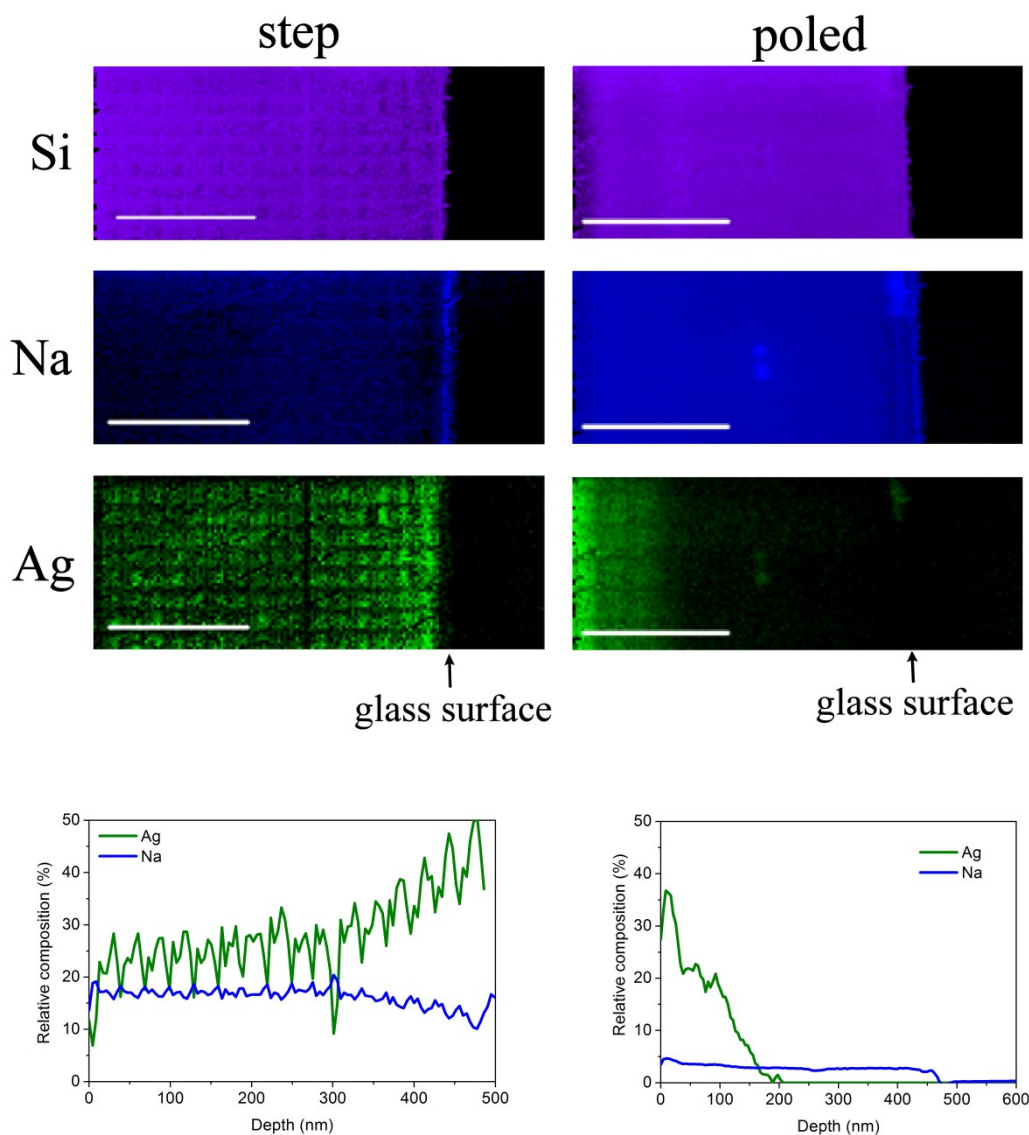 step poled
Si
Na
Ag
glass surface
glass surface
50
40
30
20
10
0
Relative composition (%)
Ag
Na
0 100 200 300 400 500
Depth (nm)
50
40
30
20
10
0
Relative composition (%)
Ag
Na
0 100 200 300 400 500 600
Depth (nm)